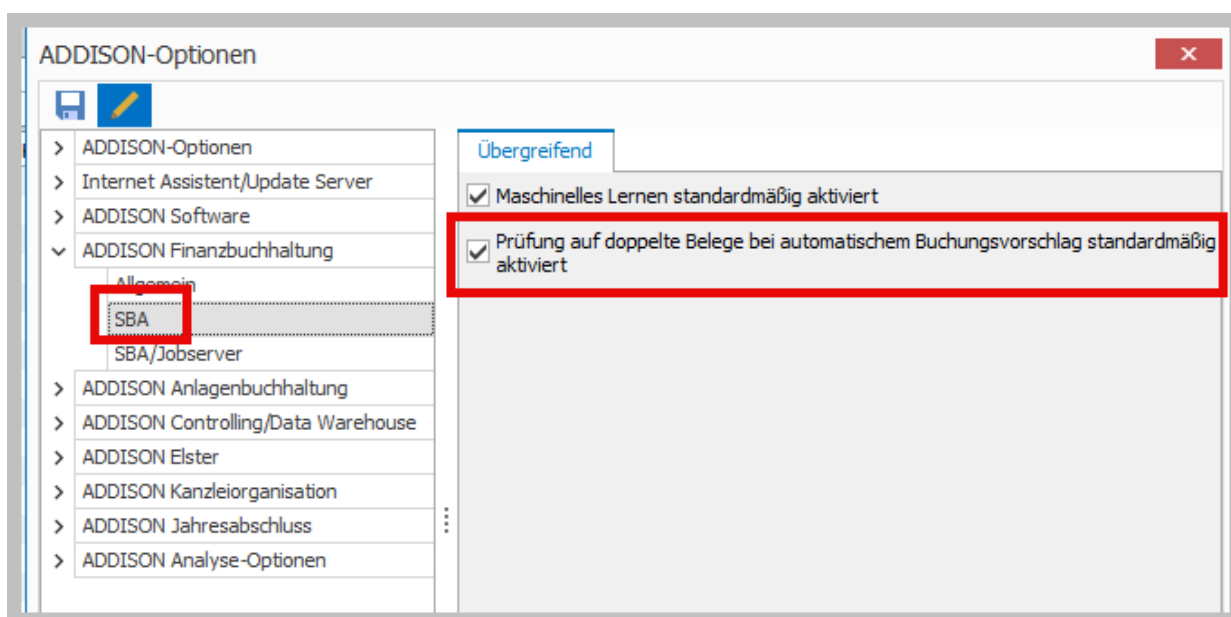 ADDISON-Optionen
ADDISON-Optionen
Internet Assistent/Update Server
ADDISON Software
ADDISON Finanzbuchhaltung
Allgemein
SBA
SBA/Jobserver
ADDISON Anlagenbuchhaltung
ADDISON Controlling/Data Warehouse
ADDISON Elster
ADDISON Kanzleiorganisation
ADDISON Jahresabschluss
ADDISON Analyse-Optionen
Übergreifend
Maschinelles Lernen standardmäßig aktiviert
Prüfung auf doppelte Belege bei automatischem Buchungsvorschlag standardmäßig
aktiviert